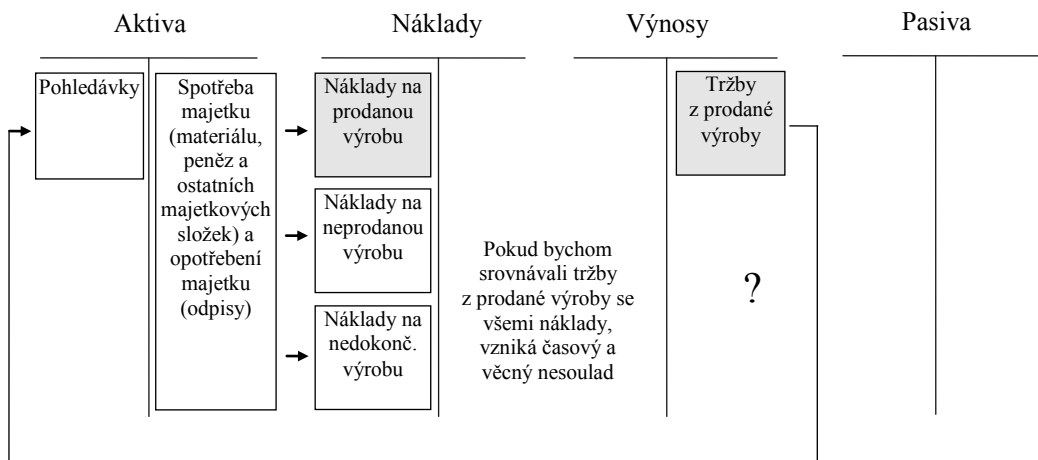 Aktiva
Náklady
Výnosy
Pasiva
Pohledávky
Spotřeba
majetku
(materiálu,
peněz a
ostatních
majetkových
složek) a
opotřebení
majetku
(odpisy)
Náklady na
prodanou
výrobu
Náklady na
neprodanou
výrobu
Náklady na
nedokonč.
výrobu
Pokud bychom
srovnávali tržby
z prodané výroby se
všemi náklady,
vzniká časový a
věcný nesoulad
Tržby
z prodané
výroby
?